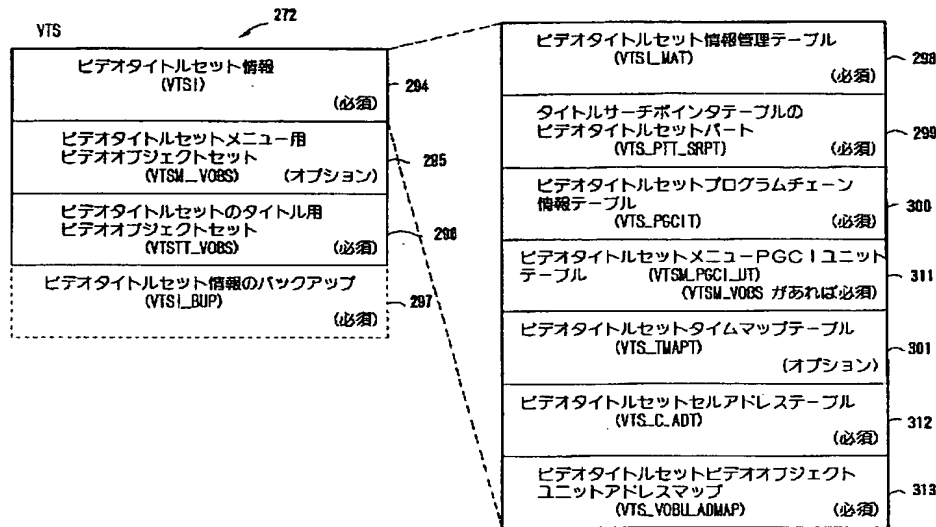 VTS
272
ビデオタイトルセット情報
(VTSI)
(必須)
294
ビデオタイトルセットメニュー用
ビデオオブジェクトセット
(VTSM_VOBS) (オプション)
295
ビデオタイトルセットのタイトル用
ビデオオブジェクトセット
(VTSTT_VOBS) (必須)
296
ビデオタイトルセット情報のバックアップ
(VTSI_BUP)
(必須)
297
ビデオタイトルセット情報管理テーブル
(VTSI_MAT)
(必須)
298
タイトルサーチポインタテーブルの
ビデオタイトルセットパート
(VTS_PTT_SRPT) (必須)
299
ビデオタイトルセットプログラムチェーン
情報テーブル
(VTS_PGCIT) (必須)
300
ビデオタイトルセットメニューPGCIユニット
テーブル (VTSM_PGCI_UT)
(VTSM_VOBS があれば必須)
311
ビデオタイトルセットタイムマップテーブル
(VTS_TMAPT)
(オプション)
301
ビデオタイトルセットセルアドレステーブル
(VTS_C_ADT)
(必須)
312
ビデオタイトルセットビデオオブジェクト
ユニットアドレスマップ
(VTS_VOBU_ADMAP) (必須)
313